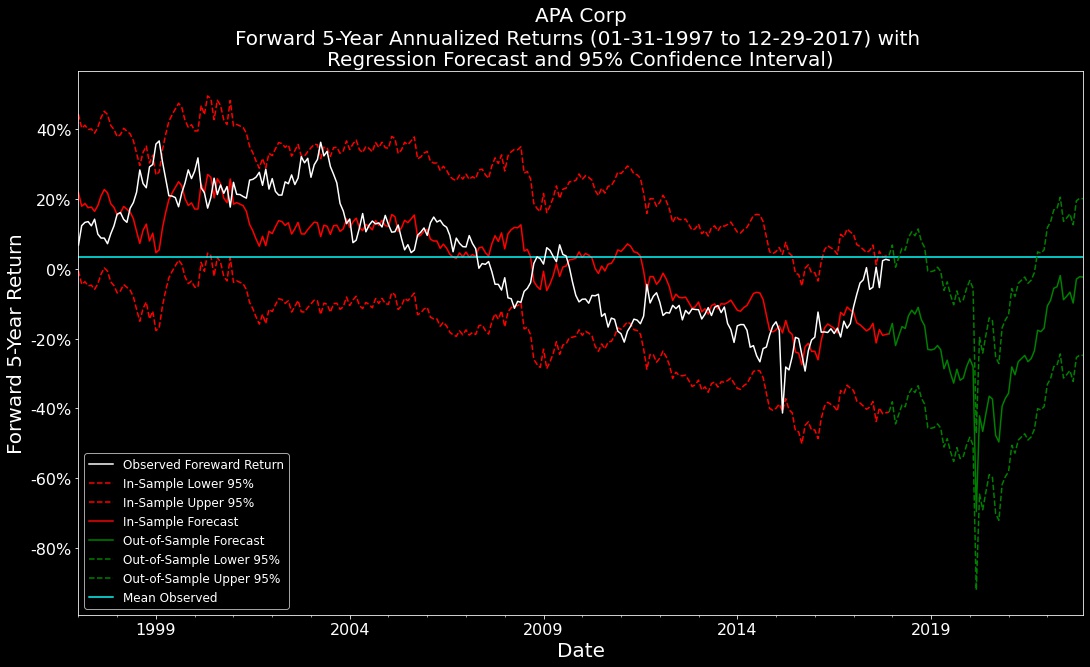 APA Corp
Forward 5-Year Annualized Returns (01-31-1997 to 12-29-2017) with
Regression Forecast and 95% Confidence Interval)
Forward 5-Year Return
40%
20%
0%
-20%
-40%
-60%
-80%
Observed Foreward Return
In-Sample Lower 95%
In-Sample Upper 95%
In-Sample Forecast
Out-of-Sample Forecast
Out-of-Sample Lower 95%
Out-of-Sample Upper 95%
Mean Observed
1999 2004 2009 2014 2019
Date